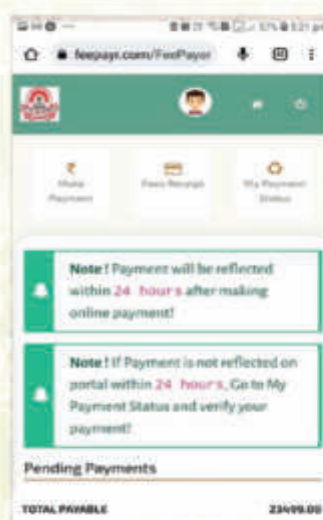 feepayr.com/FeePayer
Make
Payment
Fees Receipt
My Payment
Status
Note ! Payment will be reflected
within 24 hours after making
online payment!
Note ! If Payment is not reflected on
portal within 24 hours, Go to My
Payment Status and verify your
payment!
Pending Payments
TOTAL PAYABLE 23499.00